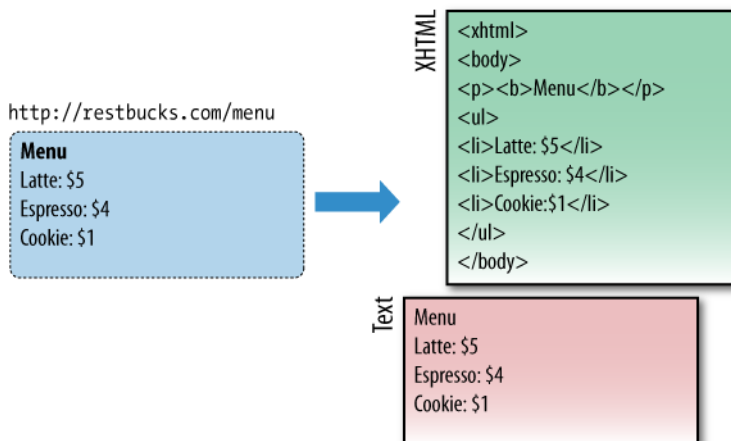 http://restbucks.com/menu
Menu
Latte: $5
Espresso: $4
Cookie: $1
XHTML
<xhtml>
<body>
<p><b>Menu</b></p>
<ul>
<li>Latte: $5</li>
<li>Espresso: $4</li>
<li>Cookie:$1</li>
</ul>
</body>
Text
Menu
Latte: $5
Espresso: $4
Cookie: $1